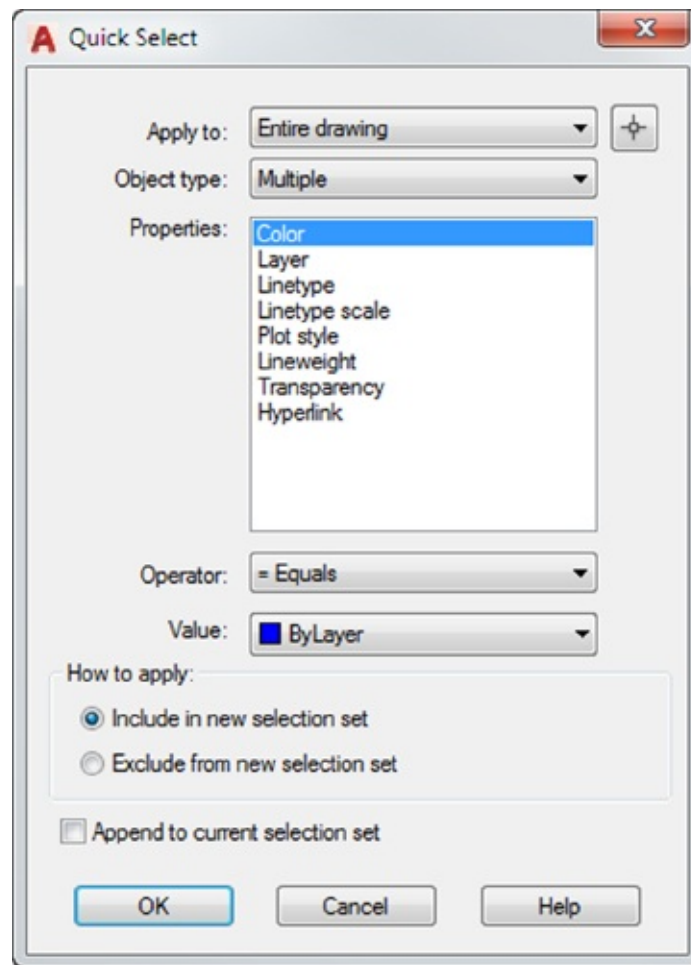 Quick Select
Apply to: Entire drawing
Object type: Multiple
Properties: Color
Layer
Linetype
Linetype scale
Plot style
Lineweight
Transparency
Hyperlink
Operator: = Equals
Value: ByLayer
How to apply:
Include in new selection set
Exclude from new selection set
Append to current selection set
OK Cancel Help